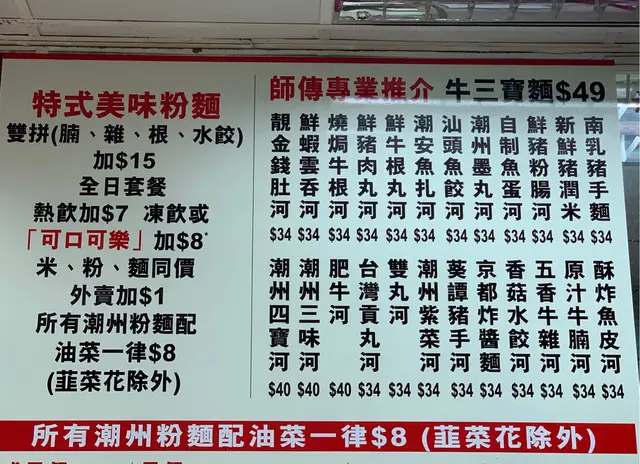 特式美味粉麵
雙拼(腩、雜、根、水餃)
加$15
全日套餐
熱飲加$7 凍飲或
「可口可樂」加$8*
米、粉、麵同價
外賣加$1
所有潮州粉麵配
油菜一律$8
(韮菜花除外)
師傅專業推介 牛三寶麵$49
靚金錢肚河 $34
鮮蝦雲吞河 $34
燒焗牛根河 $34
鮮豬肉丸河 $34
鮮牛根丸河 $34
潮安魚扎河 $34
汕頭魚餃河 $34
潮州墨丸河 $34
自制魚蛋河 $34
鮮豬粉腸河 $34
新鮮豬潤米 $34
南乳豬手麵 $34
潮州四寶河 $40
潮州三味河 $40
肥牛河 $40
台灣貢丸河 $34
雙丸河 $34
潮州紫菜河 $34
葵譚豬手河 $34
京都炸醬麵 $34
香菇水餃河 $34
五香牛雜河 $34
原汁牛腩河 $34
酥炸魚皮河 $34
所有潮州粉麵配油菜一律$8 (韮菜花除外)